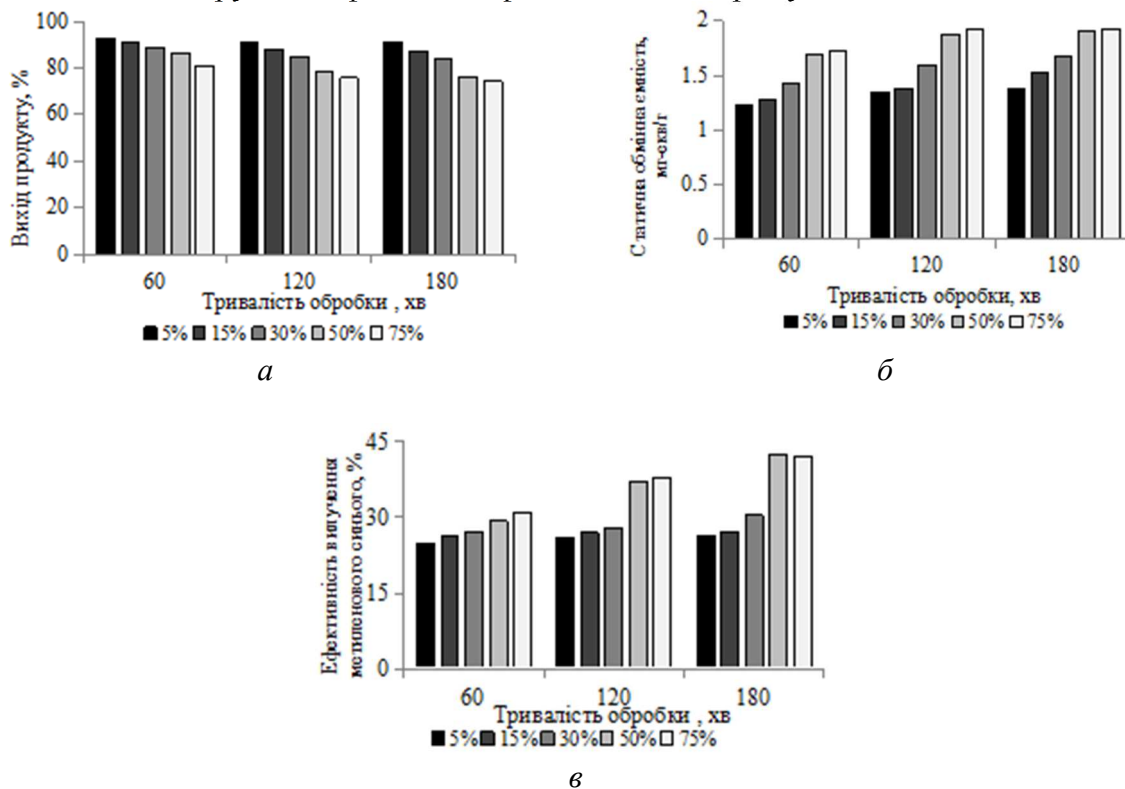 100
80
60
40
20
0
Вихід продукту, %
60 120 180
Тривалість обробки , хв
5% 15% 30% 50% 75%
а
2
1.5
1
0.5
0
Статична обмінна ємність,
мг-екв/г
60 120 180
Тривалість обробки, хв
5% 15% 30% 50% 75%
б
45
30
15
0
Ефективність вилучення
метиленового синього, %
60 120 180
Тривалість обробки , хв
5% 15% 30% 50% 75%
в